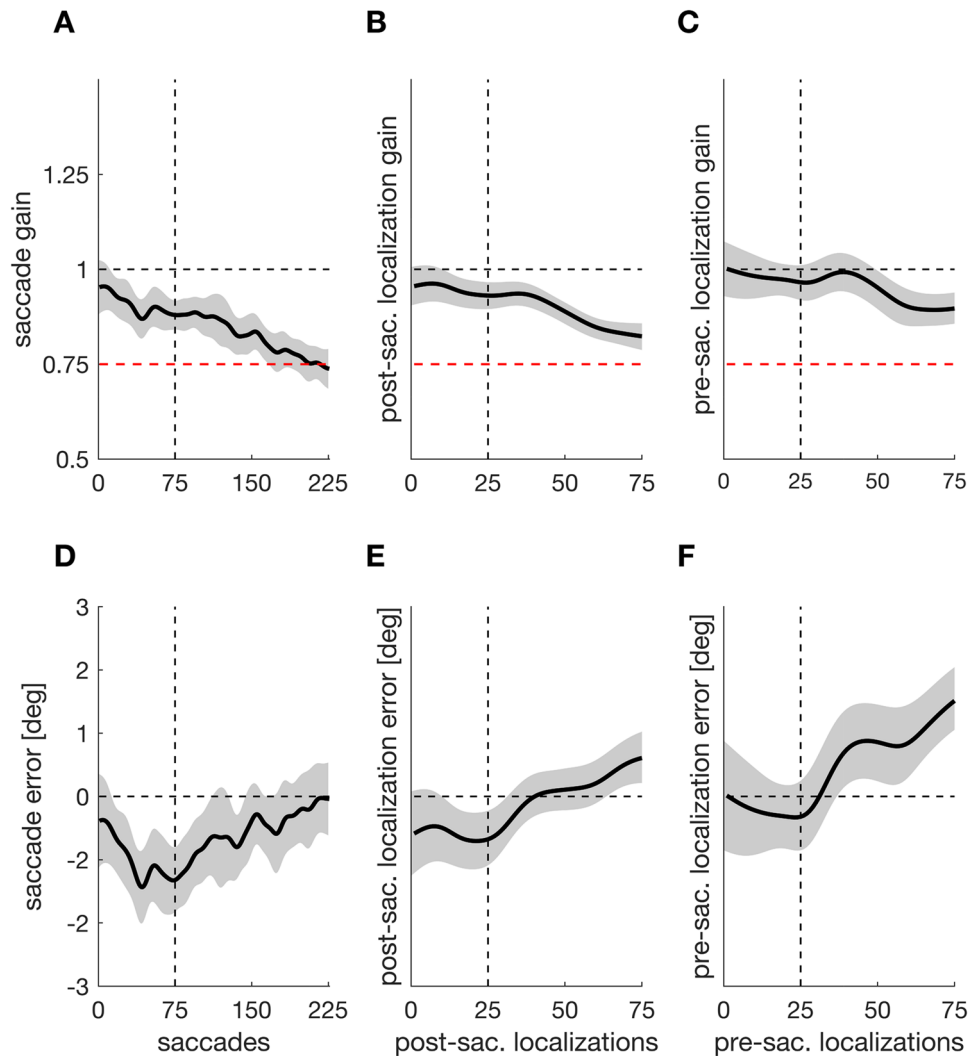 A
B
C
saccade gain
1.25
1
0.75
0.5
0
75
150
225
post-sac. localization gain
0
25
50
75
pre-sac. localization gain
0
25
50
75
D
E
F
saccade error [deg]
3
2
1
0
-2
-2
-3
0
75
150
225
saccades
post-sac. localization error [deg]
0
25
50
75
post-sac. localizations
pre-sac. localization error [deg]
0
25
50
75
pre-sac. localizations